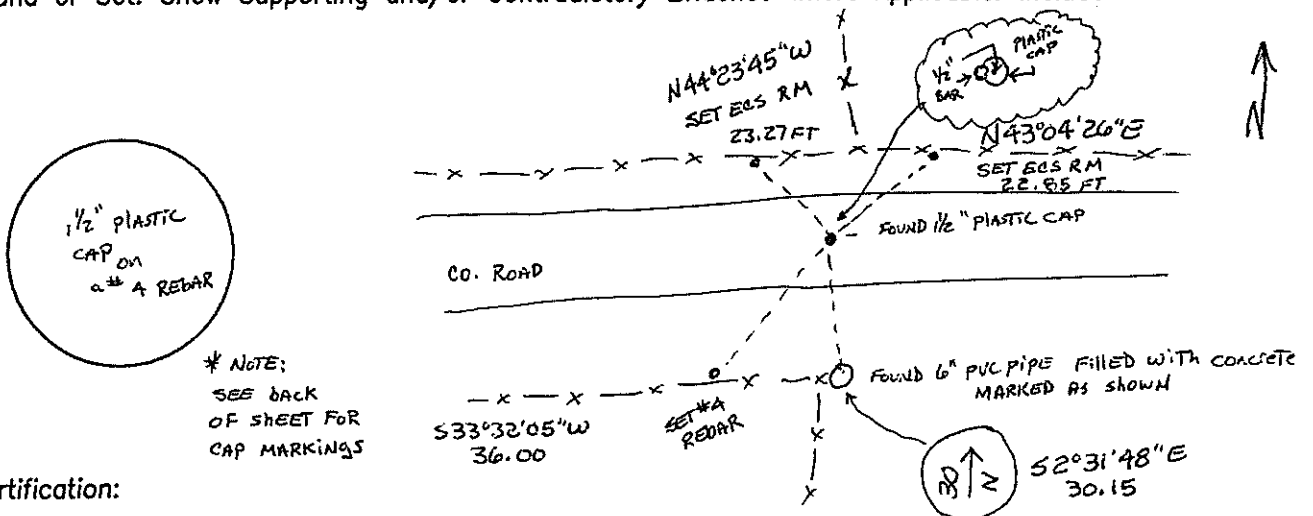 N44°23'45"W
SET ECS RM
23.27 FT
PLASTIC
CAP
1/2"
BAR
N
N43°04'26"E
SET ECS RM
22.85 FT
FOUND 1/2" PLASTIC CAP
1 1/2" PLASTIC
CAP on
a #4 REBAR
CO. ROAD
* NOTE:
SEE bACK
OF SHEET FOR
CAP MARKINGS
S33°32'05"W
36.00
SET #4
REBAR
FOUND 6" PVC PIPE FILLED WITH CONCRETE
MARKED AS SHOWN
30
N
S2°31'48"E
30.15
rtification: